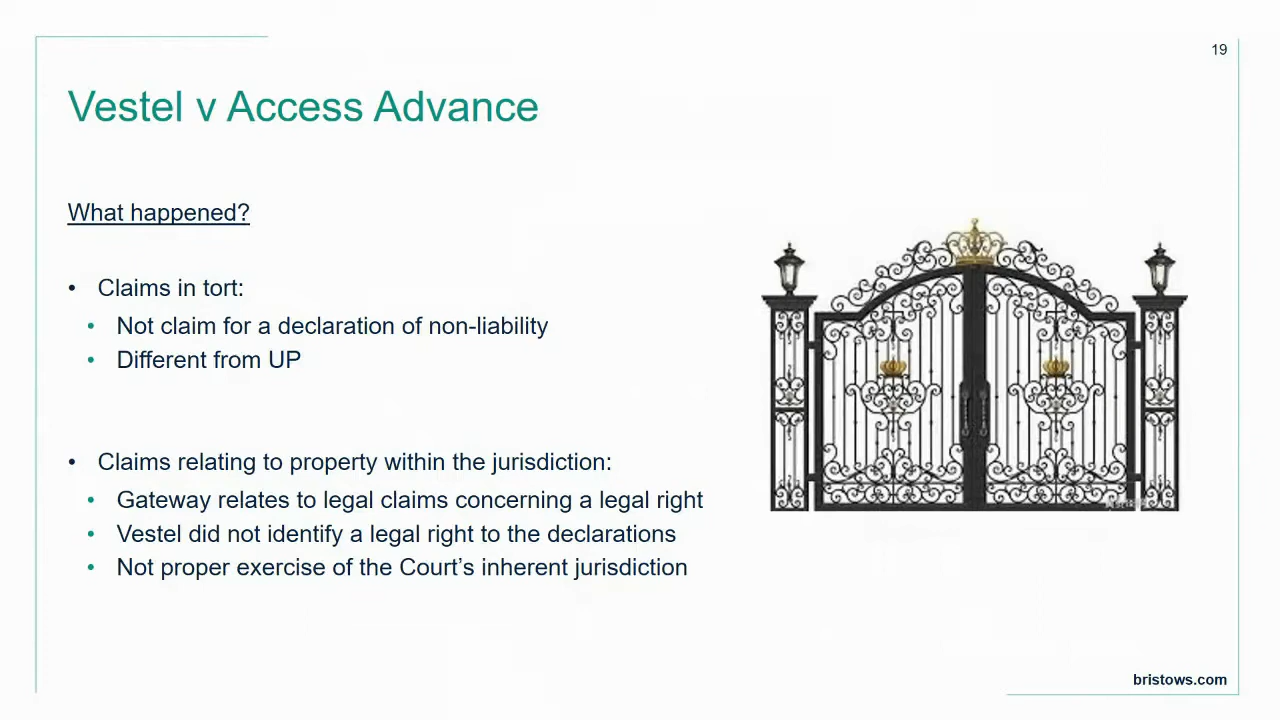 19
Vestel v Access Advance
What happened?
• Claims in tort:
• Not claim for a declaration of non-liability
• Different from UP
• Claims relating to property within the jurisdiction:
• Gateway relates to legal claims concerning a legal right
• Vestel did not identify a legal right to the declarations
• Not proper exercise of the Court’s inherent jurisdiction
bristows.com